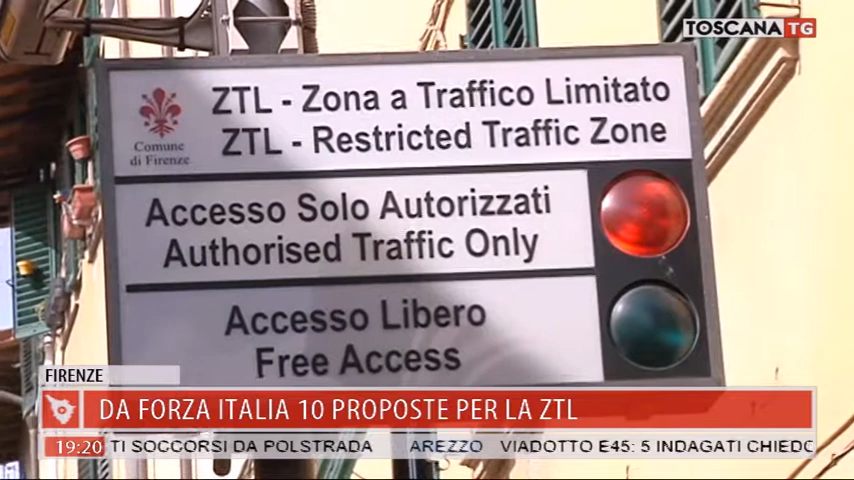 TOSCANA TG
ZTL - Zona a Traffico Limitato
ZTL - Restricted Traffic Zone
Comune
di Firenze
Accesso Solo Autorizzati
Authorised Traffic Only
Accesso Libero
Free Access
FIRENZE
DA FORZA ITALIA 10 PROPOSTE PER LA ZTL
19:20 TI SOCCORSI DA POLSTRADA AREZZO VIADOTTO E45: 5 INDAGATI CHIEDO